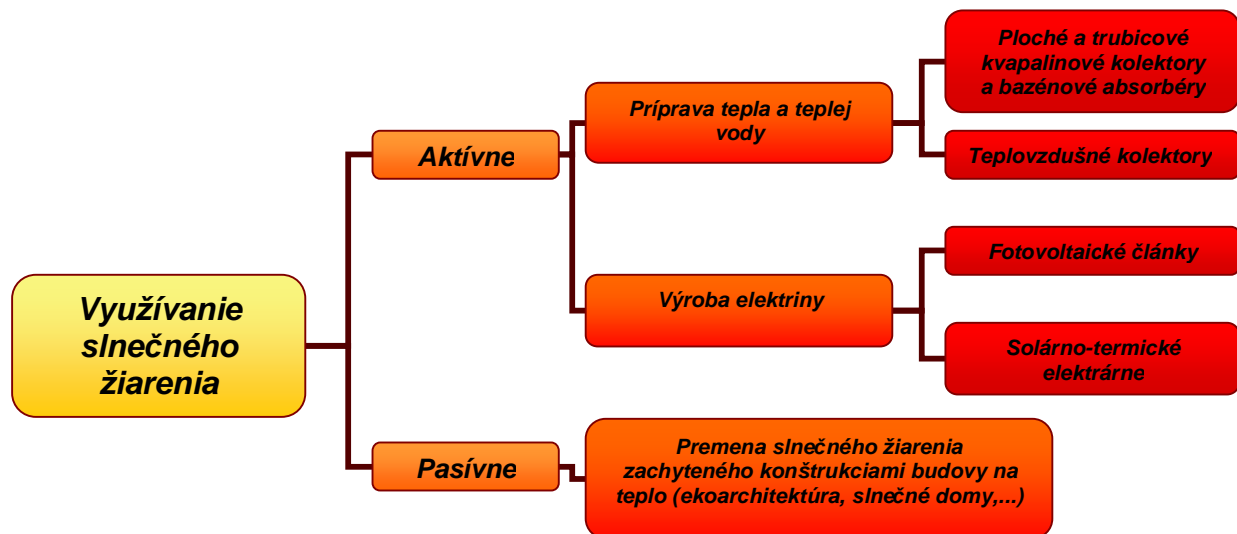 Využívanie
slnečného
žiarenia
Aktívne
Príprava tepla a teplej
vody
Ploché a trubicové
kvapalinové kolektory
a bazénové absorbéry
Teplovzdušné kolektory
Výroba elektriny
Fotovoltaické články
Solárno-termické
elektrárne
Pasívne
Premena slnečného žiarenia
zachyteného konštrukciami budovy na
teplo (ekoarchitektúra, slnečné domy,...)